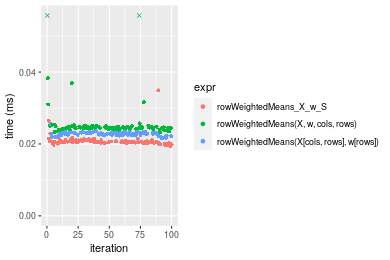 0.04
0.02
0.00
time (ms)
0
25
50
75
100
iteration
expr
rowWeightedMeans_X_w_S
rowWeightedMeans(X, w, cols, rows)
rowWeightedMeans(X[cols, rows], w[rows])